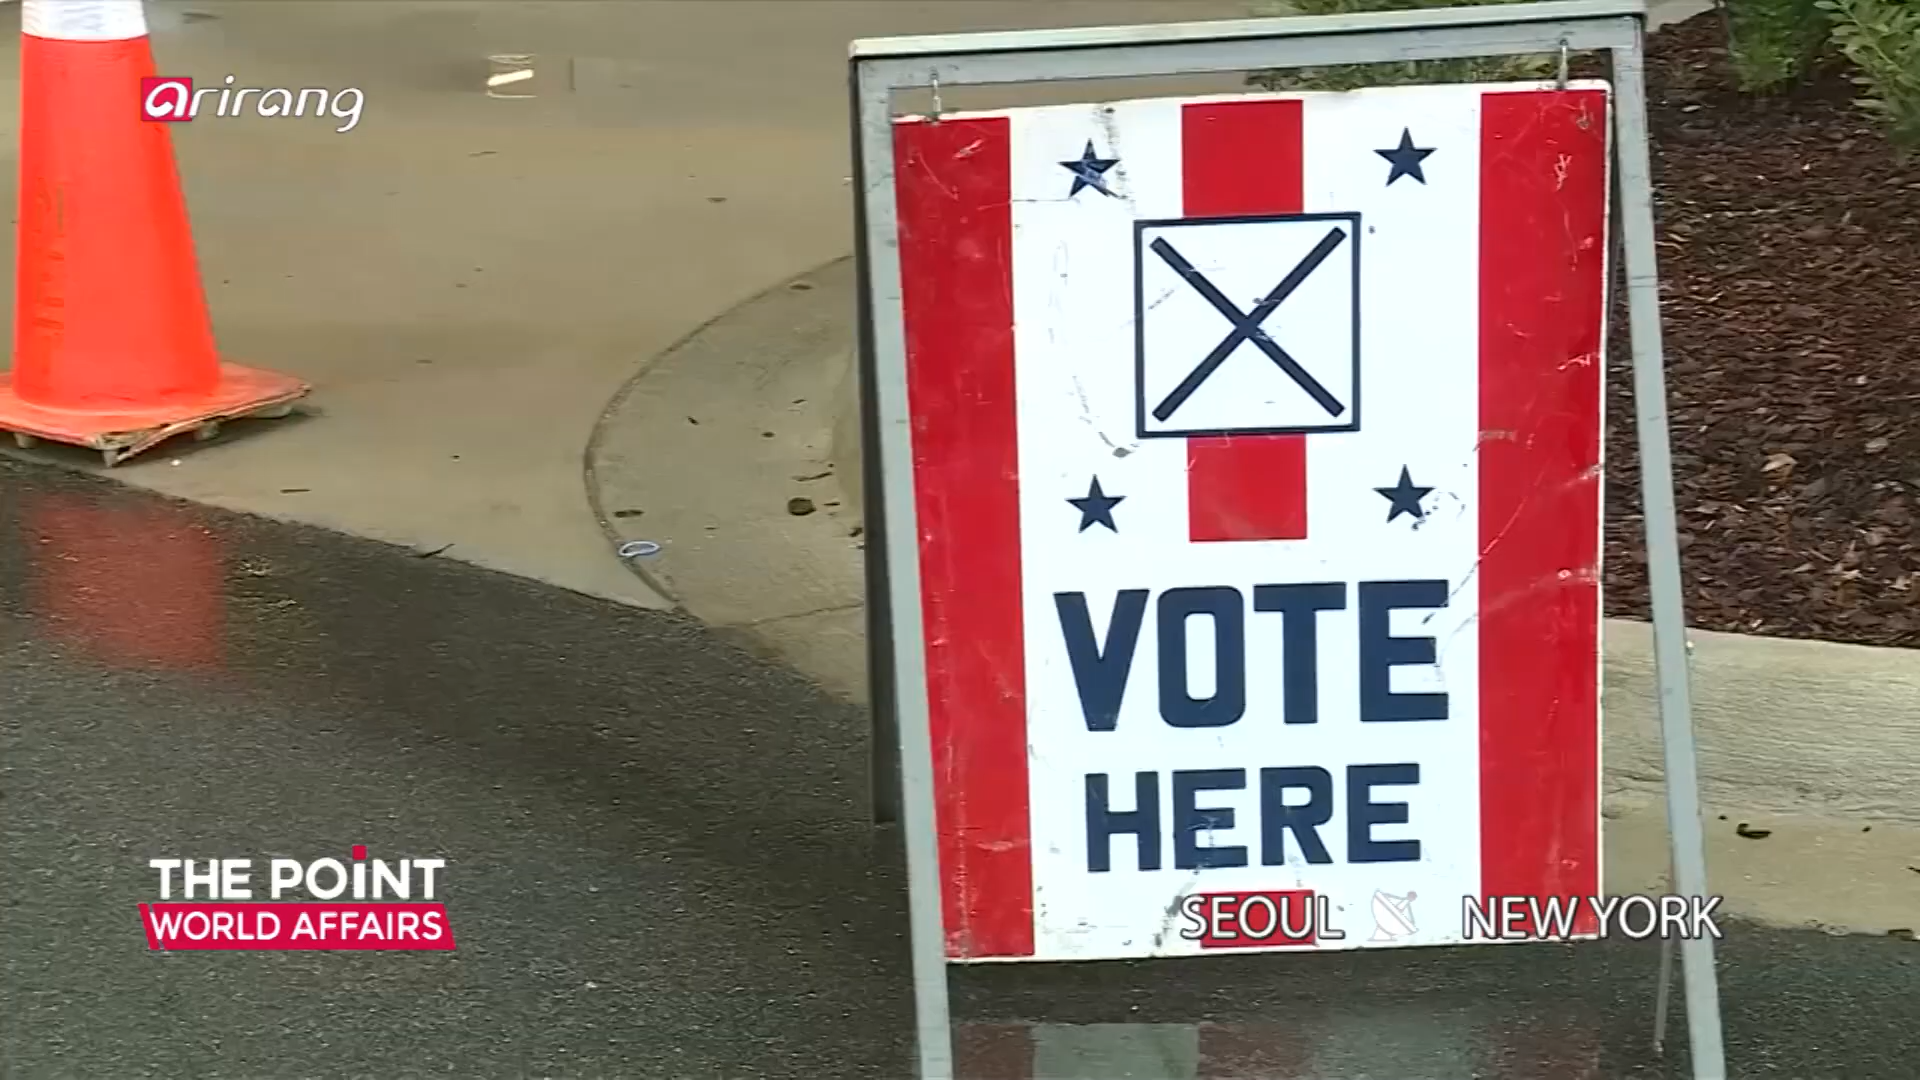 arirang
VOTE
HERE
THE POINT
WORLD AFFAIRS
SEOUL NEW YORK